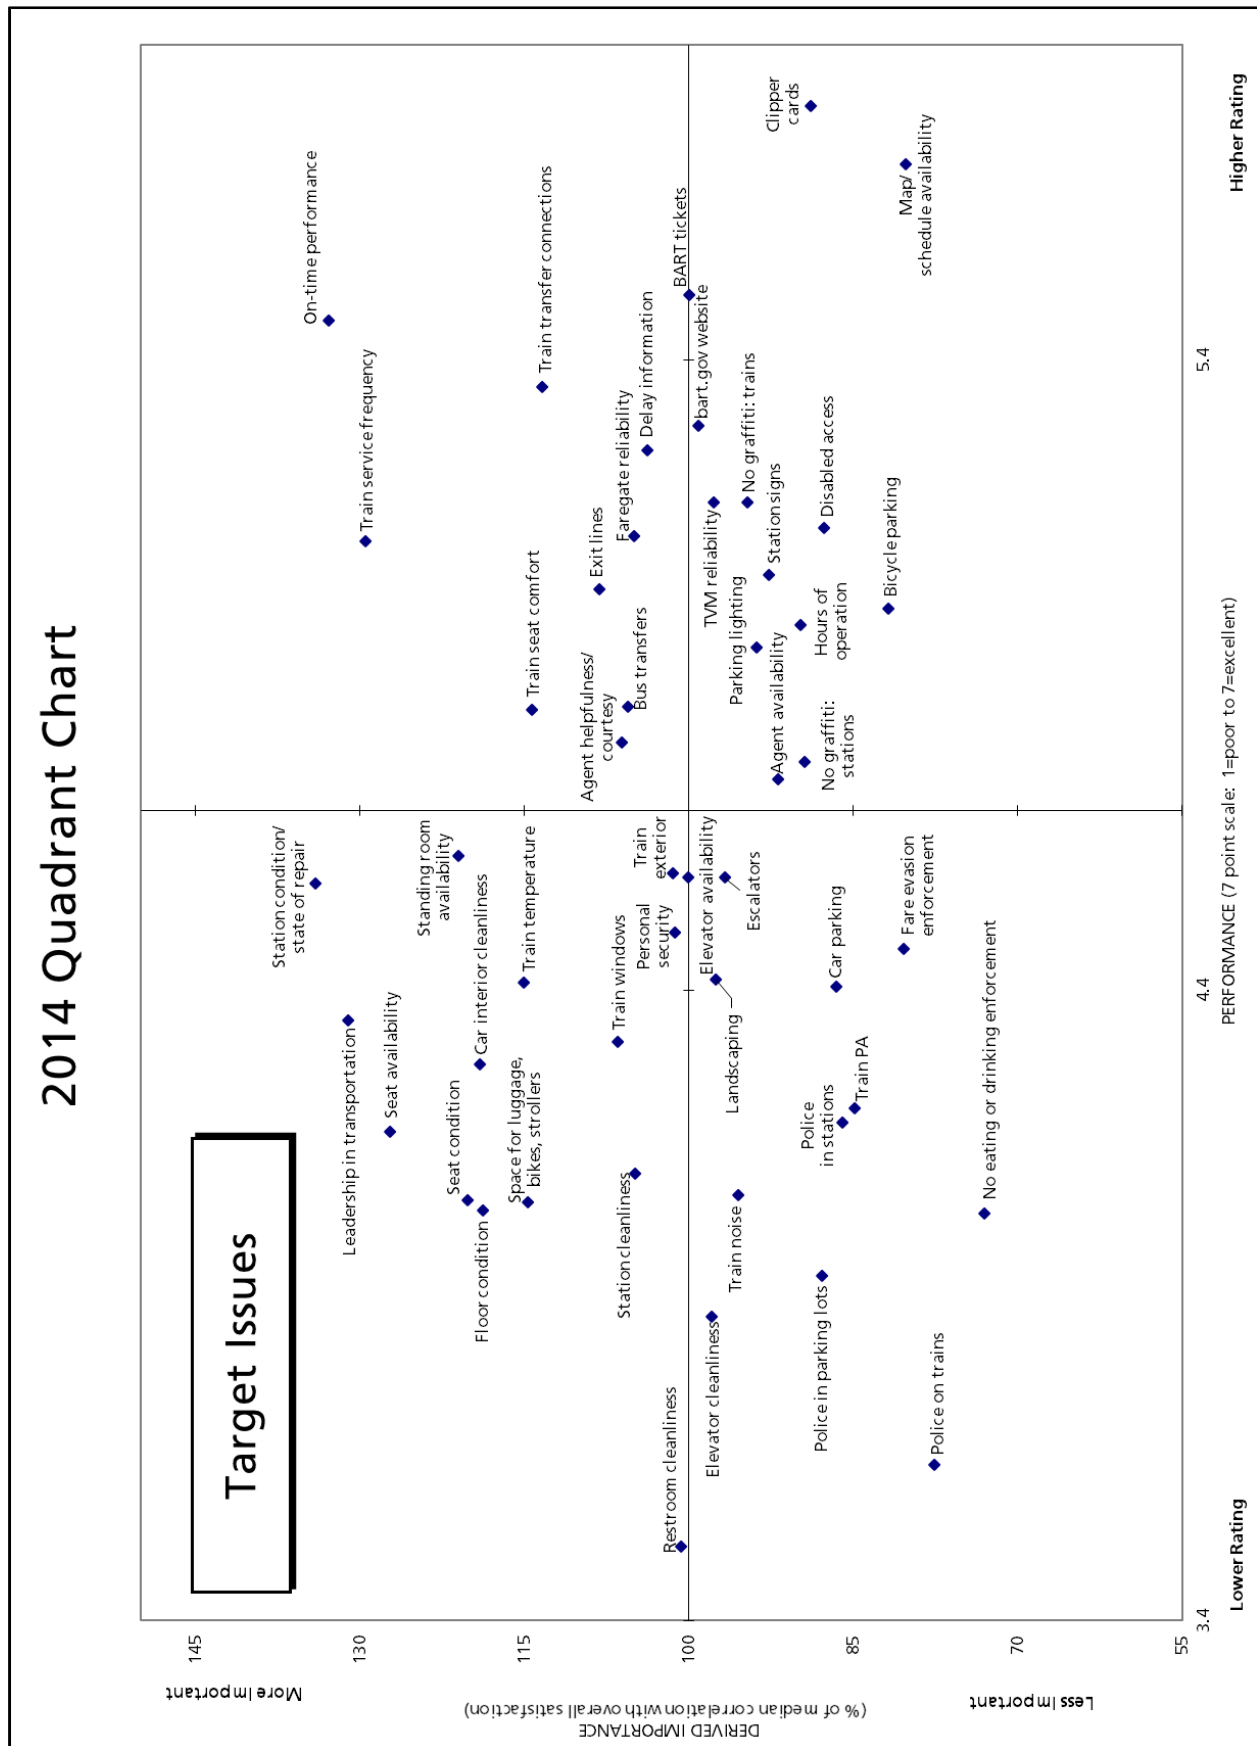 2014 Quadrant Chart
Target Issues
More Important
DERIVED IMPORTANCE
(% of median correlation with overall satisfaction)
Less Important
145
130
115
100
85
70
55
Station condition/
state of repair
On-time performance
Leadership in transportation
Train service frequency
Seat availability
Standing room
availability
Seat condition
Car interior cleanliness
Floor condition
Train temperature
Train seat comfort
Train transfer connections
Space for luggage,
bikes, strollers
Exit lines
Agent helpfulness/
courtesy
Train windows
Bus transfers
Faregate reliability
Station cleanliness
Delay information
Personal
security
Train
exterior
BART tickets
Restroom cleanliness
Elevator availability
bart.gov website
Elevator cleanliness
Landscaping
Escalators
TVM reliability
Train noise
Parking lighting
No graffiti: trains
Agent availability
Station signs
Police in parking lots
Police
in stations
Train PA
Car parking
No graffiti:
stations
Hours of
operation
Disabled access
Clipper
cards
Fare evasion
enforcement
Bicycle parking
Map/
schedule availability
Police on trains
No eating or drinking enforcement
3.4
4.4
5.4
PERFORMANCE (7 point scale: 1=poor to 7=excellent)
Lower Rating
Higher Rating